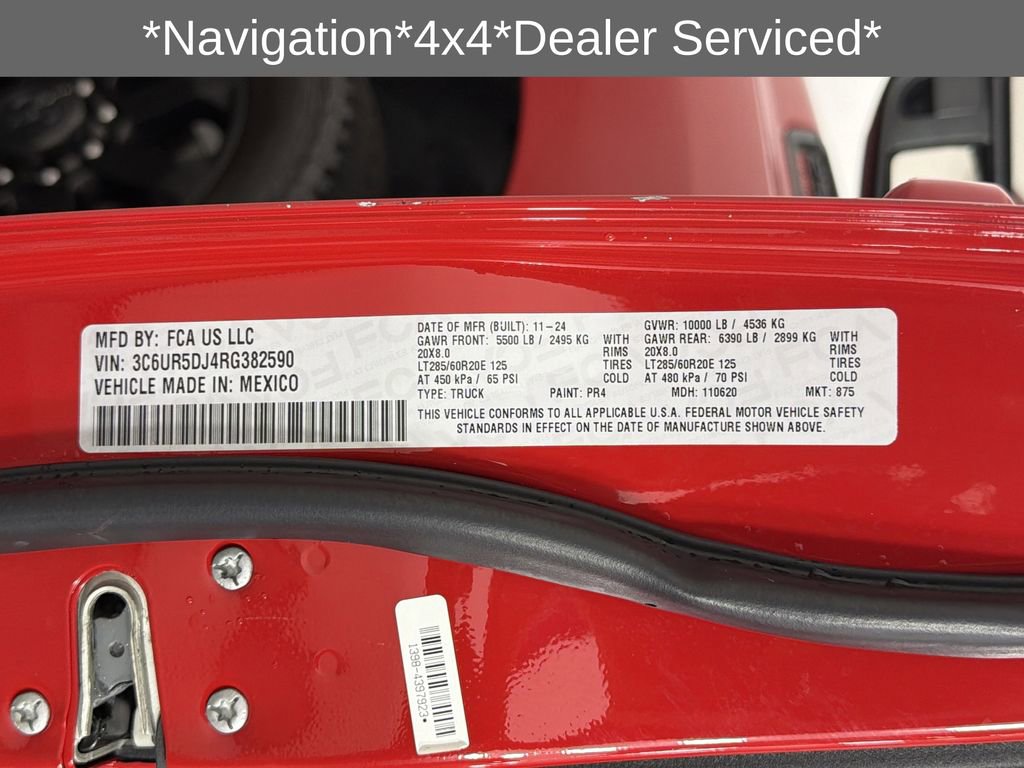 *Navigation*4x4*Dealer Serviced*
MFD BY: FCA US LLC
VIN: 3C6UR5DJ4RG382590
VEHICLE MADE IN: MEXICO
DATE OF MFR (BUILT): 11-24 GVWR: 10000 LB / 4536 KG
GAWR FRONT: 5500 LB / 2495 KG WITH GAWR REAR: 6390 LB / 2899 KG WITH
20X8.0 RIMS 20X8.0 RIMS
LT285/60R20E 125 TIRES LT285/60R20E 125 TIRES
AT 450 kPa / 65 PSI COLD AT 480 kPa / 70 PSI COLD
TYPE: TRUCK PAINT: PR4 MDH: 110620 MKT: 875
THIS VEHICLE CONFORMS TO ALL APPLICABLE U.S.A. FEDERAL MOTOR VEHICLE SAFETY
STANDARDS IN EFFECT ON THE DATE OF MANUFACTURE SHOWN ABOVE.
1398-4397923*